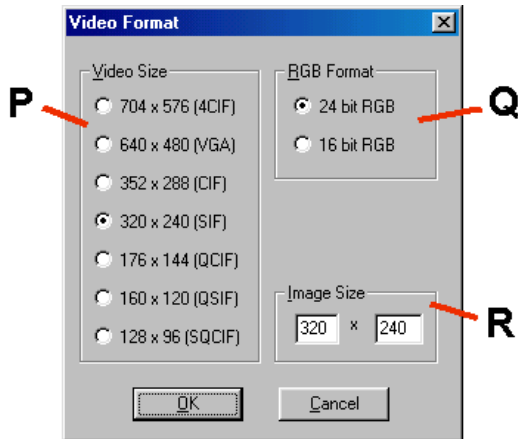 Video Format
Video Size
704 x 576 (4CIF)
640 x 480 (VGA)
352 x 288 (CIF)
320 x 240 (SIF)
176 x 144 (QCIF)
160 x 120 (QSIF)
128 x 96 (SQCIF)
P
RGB Format
24 bit RGB
16 bit RGB
Q
Image Size
320 x 240
R
OK Cancel